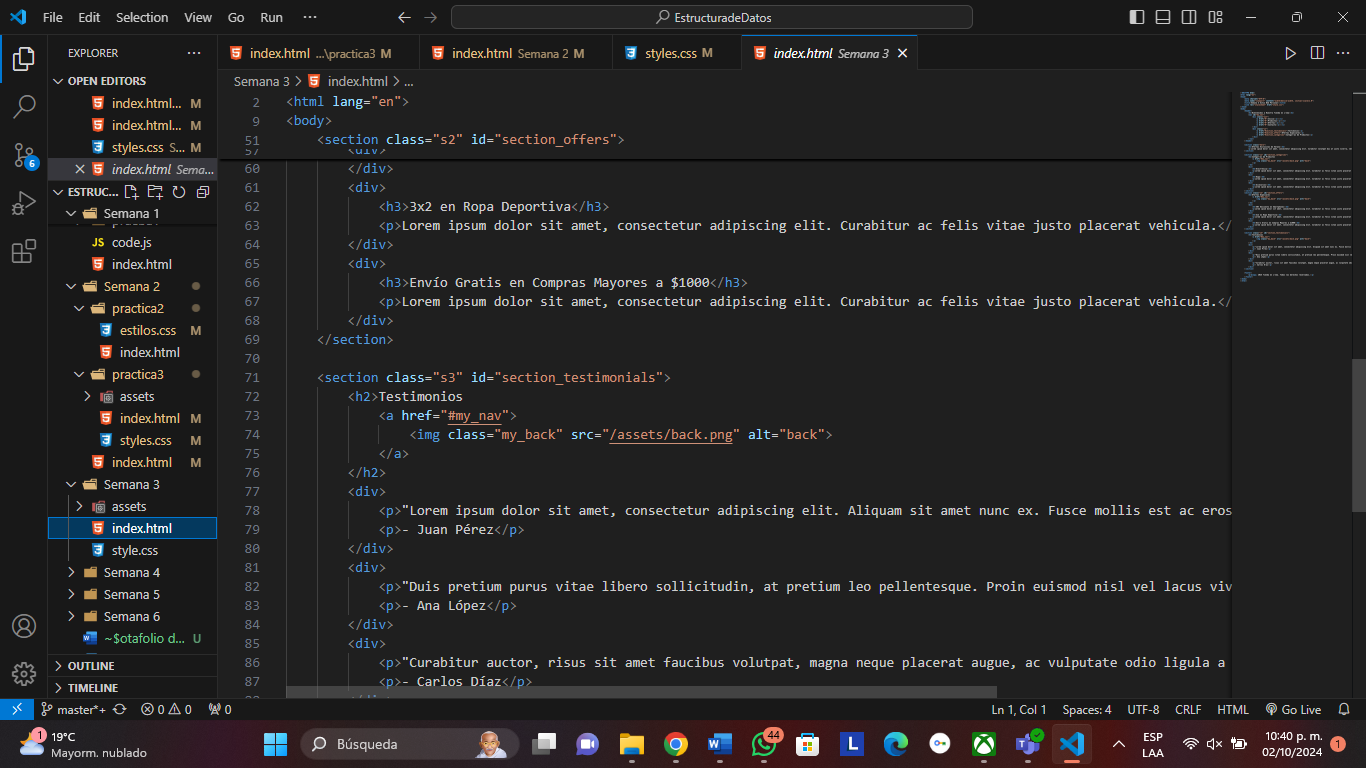 File Edit Selection View Go Run ··· EstructuradeDatos
EXPLORER
OPEN EDITORS
index.html... M
index.html... M
styles.css S... M
index.html Sema...
ESTRUC...
Semana 1
code.js
index.html
Semana 2
practica2
estilos.css M
index.html
practica3
assets
index.html M
styles.css M
index.html M
Semana 3
assets
index.html
style.css
Semana 4
Semana 5
Semana 6
~$otafolio d... U
OUTLINE
TIMELINE
6
index.html ...\practica3 M index.html Semana 2 M styles.css M index.html Semana 3
Semana 3 > index.html > ...
2 <html lang="en">
9 <body>
51 <section class="s2" id="section_offers">
57 <div>
60 </div>
61 <div>
62 <h3>3x2 en Ropa Deportiva</h3>
63 <p>Lorem ipsum dolor sit amet, consectetur adipiscing elit. Curabitur ac felis vitae justo placerat vehicula.</
64 </div>
65 <div>
66 <h3>Envío Gratis en Compras Mayores a $1000</h3>
67 <p>Lorem ipsum dolor sit amet, consectetur adipiscing elit. Curabitur ac felis vitae justo placerat vehicula.</
68 </div>
69 </section>
70
71 <section class="s3" id="section_testimonials">
72 <h2>Testimonios
73 <a href="#my_nav">
74 <img class="my_back" src="/assets/back.png" alt="back">
75 </a>
76 </h2>
77 <div>
78 <p>"Lorem ipsum dolor sit amet, consectetur adipiscing elit. Aliquam sit amet nunc ex. Fusce mollis est ac eros
79 <p>- Juan Pérez</p>
80 </div>
81 <div>
82 <p>"Duis pretium purus vitae libero sollicitudin, at pretium leo pellentesque. Proin euismod nisl vel lacus viv
83 <p>- Ana López</p>
84 </div>
85 <div>
86 <p>"Curabitur auctor, risus sit amet faucibus volutpat, magna neque placerat augue, ac vulputate odio ligula a
87 <p>- Carlos Díaz</p>
master*+ 0 0 0 Ln 1, Col 1 Spaces: 4 UTF-8 CRLF HTML Go Live
1 19°C
Mayorm. nublado
Búsqueda
44
ESP
LAA
10:40 p. m.
02/10/2024
1